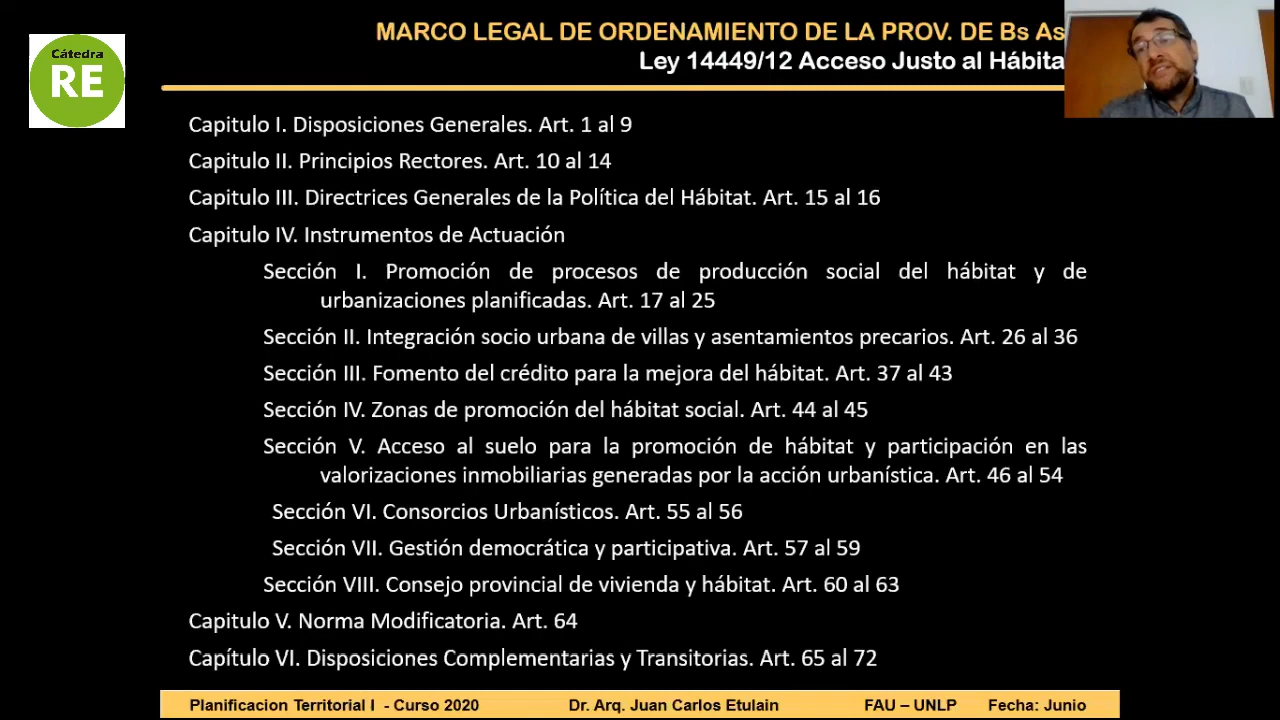 MARCO LEGAL DE ORDENAMIENTO DE LA PROV. DE Bs As
Ley 14449/12 Acceso Justo al Hábita
Cátedra
RE
Capitulo I. Disposiciones Generales. Art. 1 al 9
Capitulo II. Principios Rectores. Art. 10 al 14
Capitulo III. Directrices Generales de la Política del Hábitat. Art. 15 al 16
Capitulo IV. Instrumentos de Actuación
Sección I. Promoción de procesos de producción social del hábitat y de
urbanizaciones planificadas. Art. 17 al 25
Sección II. Integración socio urbana de villas y asentamientos precarios. Art. 26 al 36
Sección III. Fomento del crédito para la mejora del hábitat. Art. 37 al 43
Sección IV. Zonas de promoción del hábitat social. Art. 44 al 45
Sección V. Acceso al suelo para la promoción de hábitat y participación en las
valorizaciones inmobiliarias generadas por la acción urbanística. Art. 46 al 54
Sección VI. Consorcios Urbanísticos. Art. 55 al 56
Sección VII. Gestión democrática y participativa. Art. 57 al 59
Sección VIII. Consejo provincial de vivienda y hábitat. Art. 60 al 63
Capitulo V. Norma Modificatoria. Art. 64
Capítulo VI. Disposiciones Complementarias y Transitorias. Art. 65 al 72
Planificacion Territorial I - Curso 2020 Dr. Arq. Juan Carlos Etulain FAU – UNLP Fecha: Junio